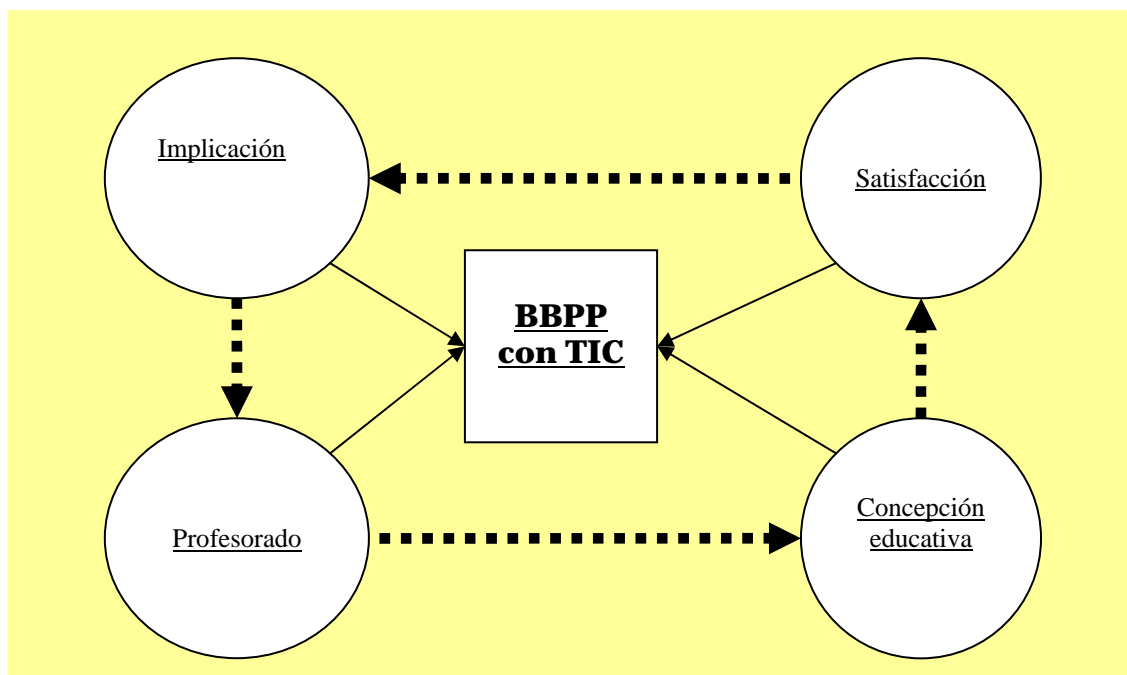 Implicación
Satisfacción
BBPP
con TIC
Profesorado
Concepción
educativa